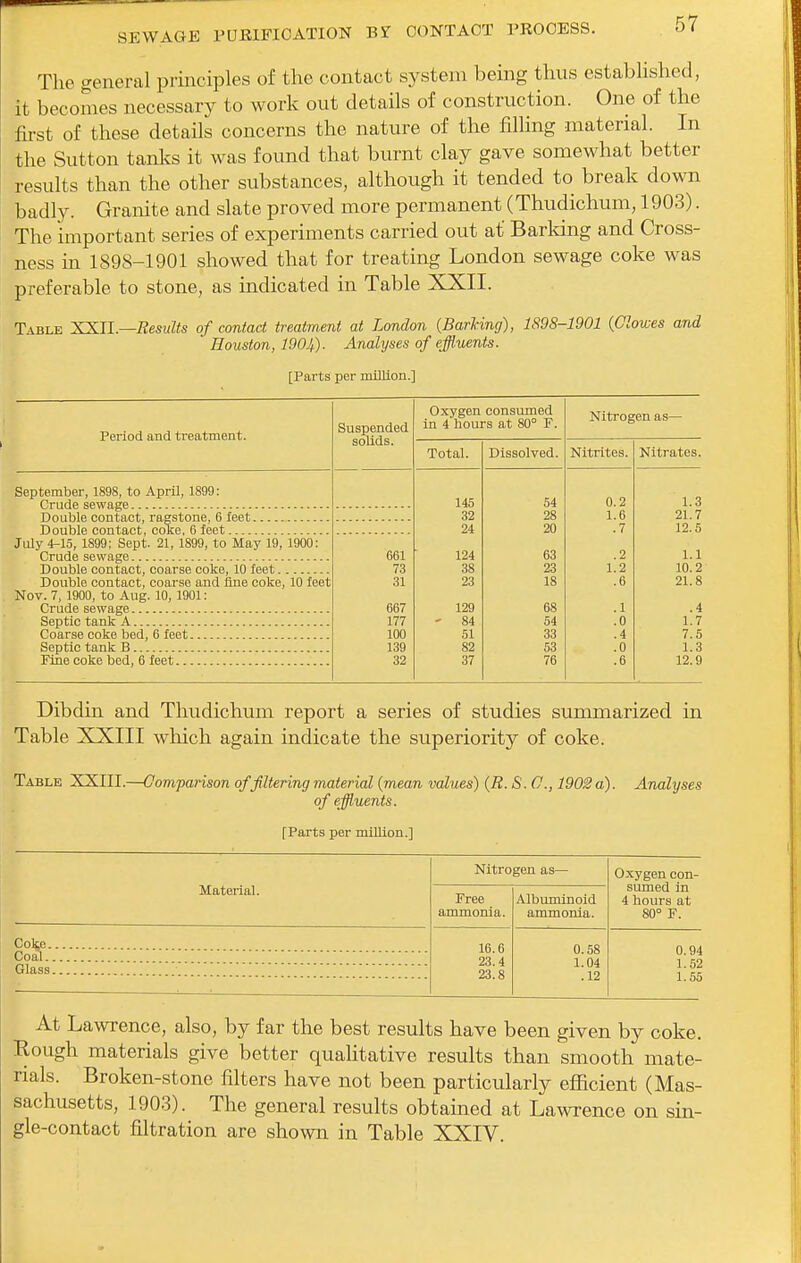 SEWAGE PURIFICATION BY CONTACT PROCESS. 57
The general principles of the contact system being thus established,
it becomes necessary to work out details of construction. One of the
first of these details concerns the nature of the filling material. In
the Sutton tanks it was found that burnt clay gave somewhat better
results than the other substances, although it tended to break down
badly. Granite and slate proved more permanent (Thudichum, 1903).
The important series of experiments carried out at Barking and Cross-
ness in 1898–1901 showed that for treating London sewage coke was
preferable to stone, as indicated in Table XXII.
Table XXII.—Results of contact treatment at London (Barking), 1898–1901 (Clowes and
Houston, 1904). Analyses of effluents.
[Parts per million.]
Period and treatment. Suspended solids. Oxygen consumed in 4 hours at 80° F. Nitrogen as—
Total. Dissolved. Nitrites. Nitrates.
September, 1898, to April, 1899:
Crude sewage 145 54 0.2 1.3
Double contact, ragstone, 6 feet 32 28 1.6 21.7
Double contact, coke, 6 feet 24 20 .7 12.5
July 4–15, 1899; Sept. 21, 1899, to May 19, 1900:
Crude sewage 661 124 63 .2 1.1
Double contact, coarse coke, 10 feet 73 38 23 1.2 10.2
Double contact, coarse and fine coke, 10 feet 31 23 18 .6 21.8
Nov. 7, 1900, to Aug. 10, 1901:
Crude sewage 667 129 68 .1 .4
Septic tank A 177 84 54 .0 1.7
Coarse coke bed, 6 feet 100 51 33 .4 7.5
Septic tank B 139 82 53 .0 1.3
Fine coke bed, 6 feet 32 37 76 .6 12.9
Dibdin and Thudichum report a series of studies summarized in
Table XXIII which again indicate the superiority of coke.
Table XXIII.—Comparison of filtering material (mean values) (R. S. C., 1902 a). Analyses
of effluents.
[Parts per million.]
Material. Nitrogen as— Oxygen consumed in 4 hours at 80° F.
Free ammonia. Albuminoid ammonia.
Coke 16.6 0.58 0.94
Coal 23.4 1.04 1.52
Glass 23.8 .12 1.55
At Lawrence, also, by far the best results have been given by coke.
Rough materials give better qualitative results than smooth mate-
rials. Broken-stone filters have not been particularly efficient (Mas-
sachusetts, 1903). The general results obtained at Lawrence on sin-
gle-contact filtration are shown in Table XXIV.